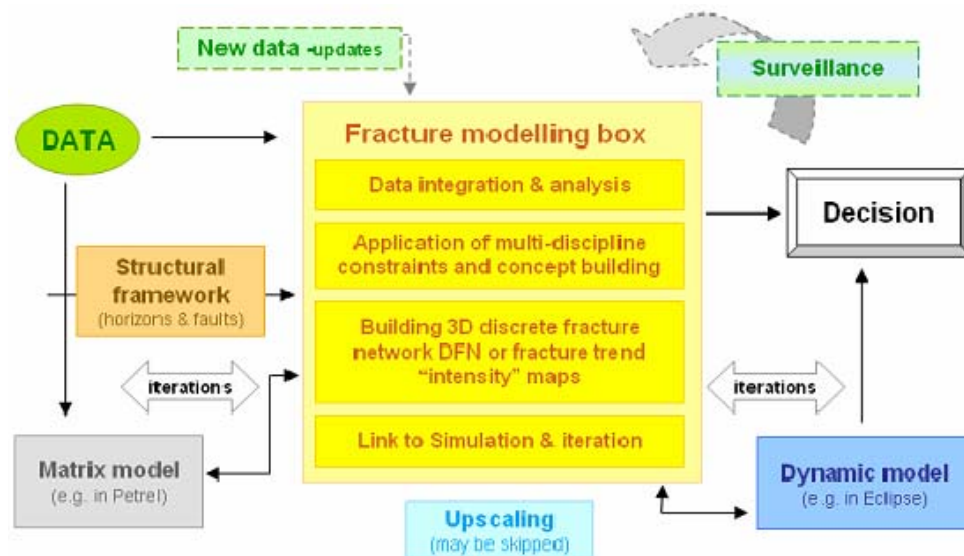 New data -updates
Surveillance
DATA
Fracture modelling box
Data integration & analysis
Application of multi-discipline
constraints and concept building
Building 3D discrete fracture
network DFN or fracture trend
“intensity” maps
Link to Simulation & iteration
Decision
Structural
framework
(horizons & faults)
iterations
iterations
Matrix model
(e.g. in Petrel)
Dynamic model
(e.g. in Eclipse)
Upscaling
(may be skipped)